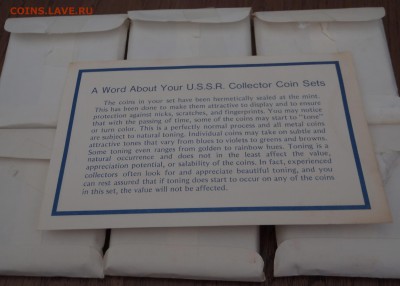 COINS.LAVE.RU
A Word About Your U.S.S.R. Collector Coin Sets
The coins in your set have been hermetically sealed at the mint.
This has been done to make them attractive to display and to ensure
protection against nicks, scratches, and fingerprints. You may notice
that with the passing of time, some of the coins may start to "tone"
or turn color. This is a perfectly normal process as all metal coins
are subject to natural toning. Individual coins may take on subtle and
attractive tones that vary from blues to violets to greens and browns.
Some toning even ranges from golden to rainbow hues. Toning is a
natural occurrence and does not in the least affect the value,
appreciation potential, or salability of the coins. In fact, experienced
collectors often look for and appreciate beautiful toning, and you
can rest assured that if toning does start to occur on any of the coins
in this set, the value will not be affected.